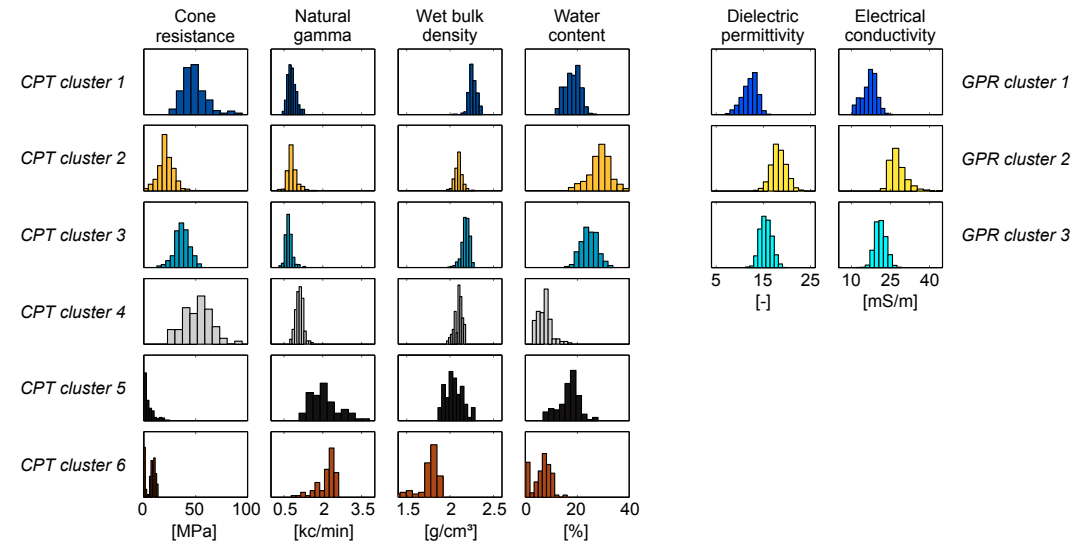 Cone resistance
Natural gamma
Wet bulk density
Water content
Dielectric permittivity
Electrical conductivity
CPT cluster 1
GPR cluster 1
CPT cluster 2
GPR cluster 2
CPT cluster 3
GPR cluster 3
5 15 25
10 25 40
[-]
[mS/m]
CPT cluster 4
CPT cluster 5
CPT cluster 6
0 50 100
0.5 2 3.5
1.5 2 2.5
0 20 40
[MPa]
[kc/min]
[g/cm³]
[%]